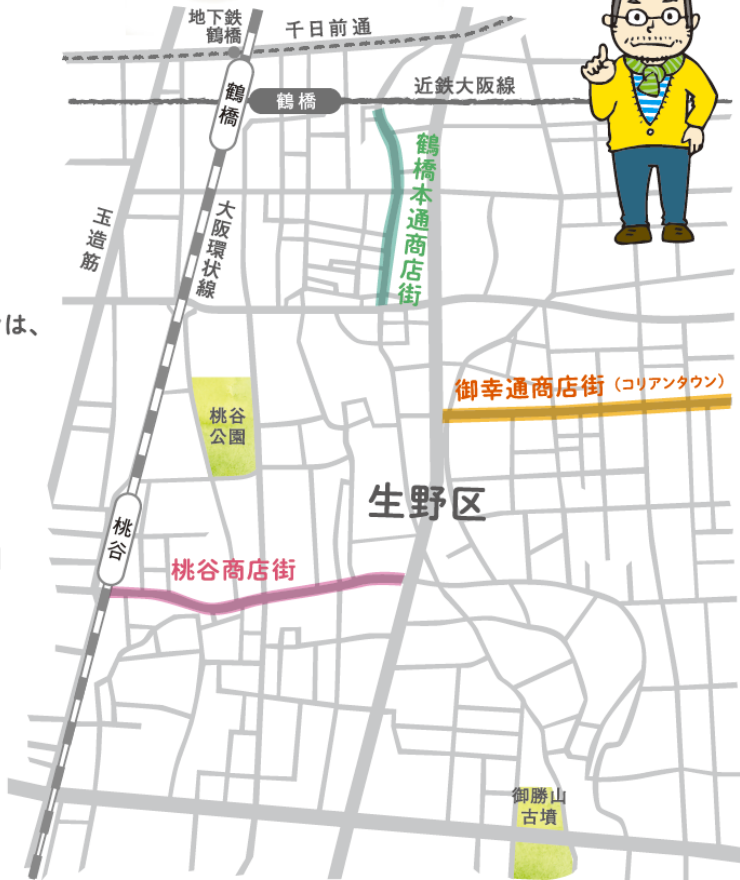 地下鉄
鶴橋
千日前通
鶴橋
鶴橋
近鉄大阪線
鶴橋本通商店街
玉造筋
大阪環状線
は、
御幸通商店街(コリアンタウン)
桃谷
公園
生野区
桃谷
桃谷商店街
御勝山
古墳